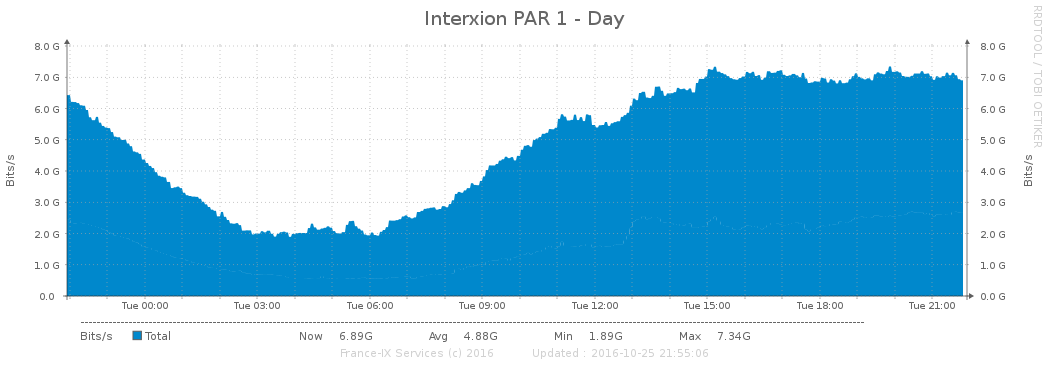 Interxion PAR 1 - Day
RRDTOOL / TOBI OETIKER
Bits/s
8.0 G 8.0 G
7.0 G 7.0 G
6.0 G 6.0 G
5.0 G 5.0 G
4.0 G 4.0 G
3.0 G 3.0 G
2.0 G 2.0 G
1.0 G 1.0 G
0.0 0.0 G
Bits/s
Tue 00:00 Tue 03:00 Tue 06:00 Tue 09:00 Tue 12:00 Tue 15:00 Tue 18:00 Tue 21:00
Bits/s Total Now 6.89G Avg 4.88G Min 1.89G Max 7.34G
France-IX Services (c) 2016 Updated : 2016-10-25 21:55:06